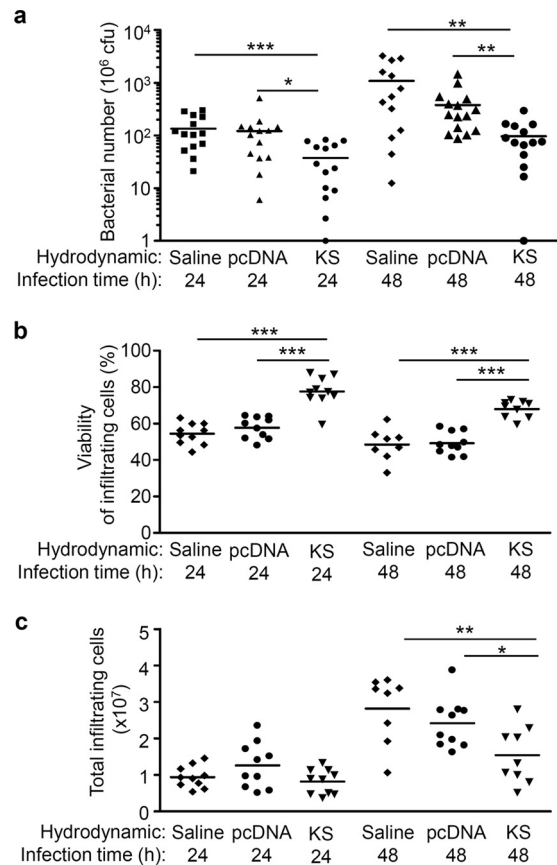 a
Bacterial number (10⁶ cfu)
10⁴
10³
10²
10
1
***
*
**
**
Hydrodynamic: Saline pcDNA KS Saline pcDNA KS
Infection time (h): 24 24 24 48 48 48
b
Viability
of infiltrating cells (%)
100
80
60
40
20
0
***
***
***
***
Hydrodynamic: Saline pcDNA KS Saline pcDNA KS
Infection time (h): 24 24 24 48 48 48
c
Total infiltrating cells
(x10⁷)
5
4
3
2
1
0
**
*
Hydrodynamic: Saline pcDNA KS Saline pcDNA KS
Infection time (h): 24 24 24 48 48 48